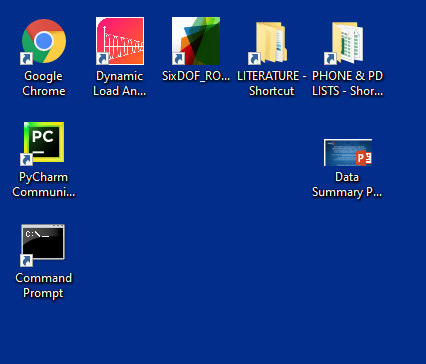 Google
Chrome
Dynamic
Load An...
SixDOF_RO...
LITERATURE -
Shortcut
PHONE & PD
LISTS - Shor...
PC
PyCharm
Communi...
P
Data
Summary P...
C:\_
Command
Prompt